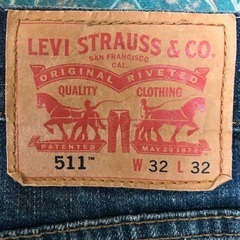 LEVI STRAUSS & CO.
SAN FRANCISCO
CAL.
ORIGINAL RIVETED
QUALITY CLOTHING
PATENTED MAY 20 1873
511™ W 32 L 32